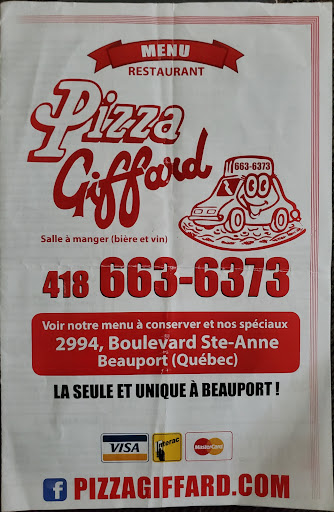 MENU
RESTAURANT
Pizza
Giffard
663-6373
Salle à manger (bière et vin)
418 663-6373
Voir notre menu à conserver et nos spéciaux
2994, Boulevard Ste-Anne
Beauport (Québec)
LA SEULE ET UNIQUE À BEAUPORT !
VISA Interac MasterCard
f PIZZAGIFFARD.COM